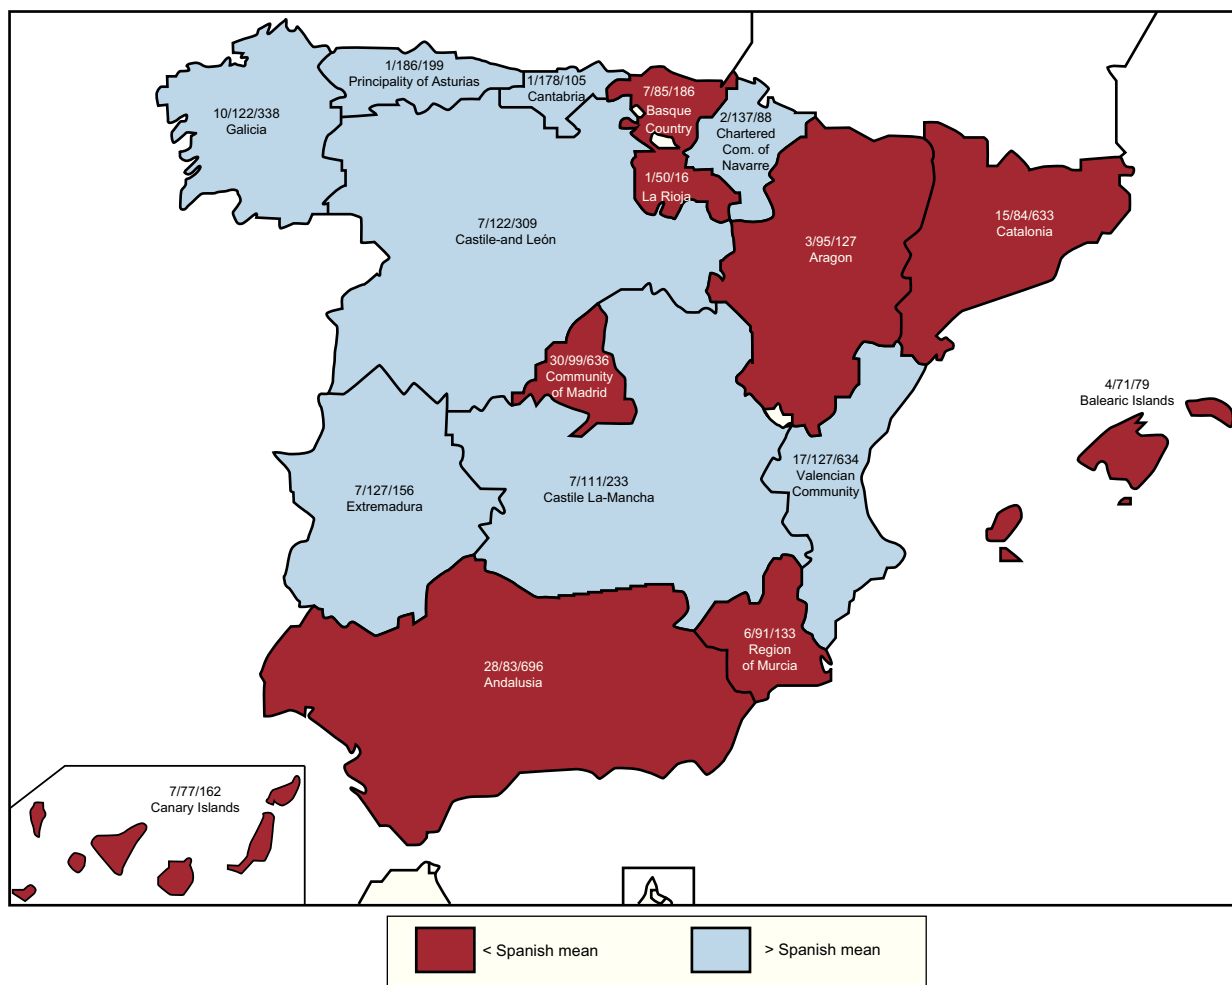 1/186/199
Principality of Asturias
1/178/105
Cantabria
7/85/186
Basque
Country
2/137/88
Chartered
Com. of
Navarre
10/122/338
Galicia
1/50/16
La Rioja
7/122/309
Castile-and León
3/95/127
Aragon
15/84/633
Catalonia
30/99/636
Community
of Madrid
4/71/79
Balearic Islands
7/127/156
Extremadura
7/111/233
Castile La-Mancha
17/127/634
Valencian
Community
28/83/696
Andalusia
6/91/133
Region
of Murcia
7/77/162
Canary Islands
< Spanish mean
> Spanish mean